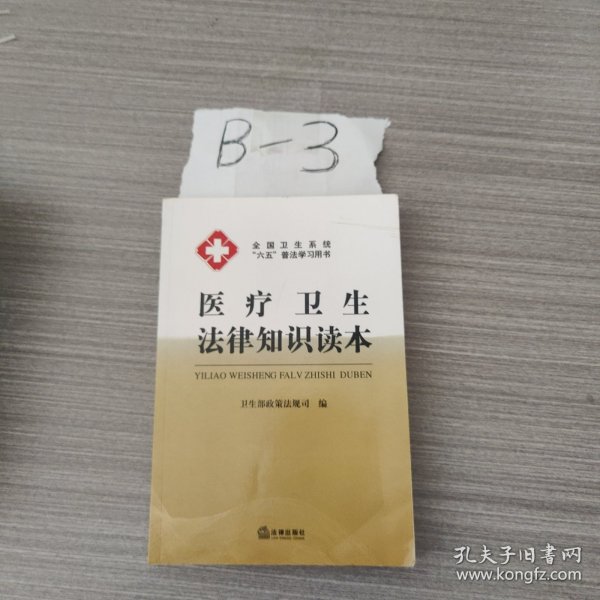 B-3
全国卫生系统
“六五”普法学习用书
医疗卫生
法律知识读本
YILIAO WEISHENG FALV ZHISHI DUBEN
卫生部政策法规司 编
法律出版社
孔夫子旧书网
www.kongfz.com